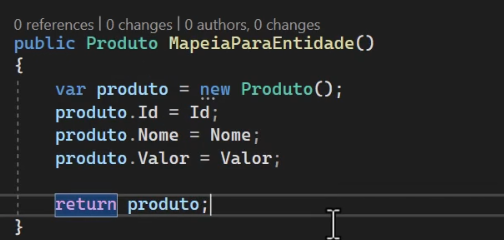 0 references | 0 changes | 0 authors, 0 changes
public Produto MapeiaParaEntidade()
{
    var produto = new Produto();
    produto.Id = Id;
    produto.Nome = Nome;
    produto.Valor = Valor;

    return produto;
}